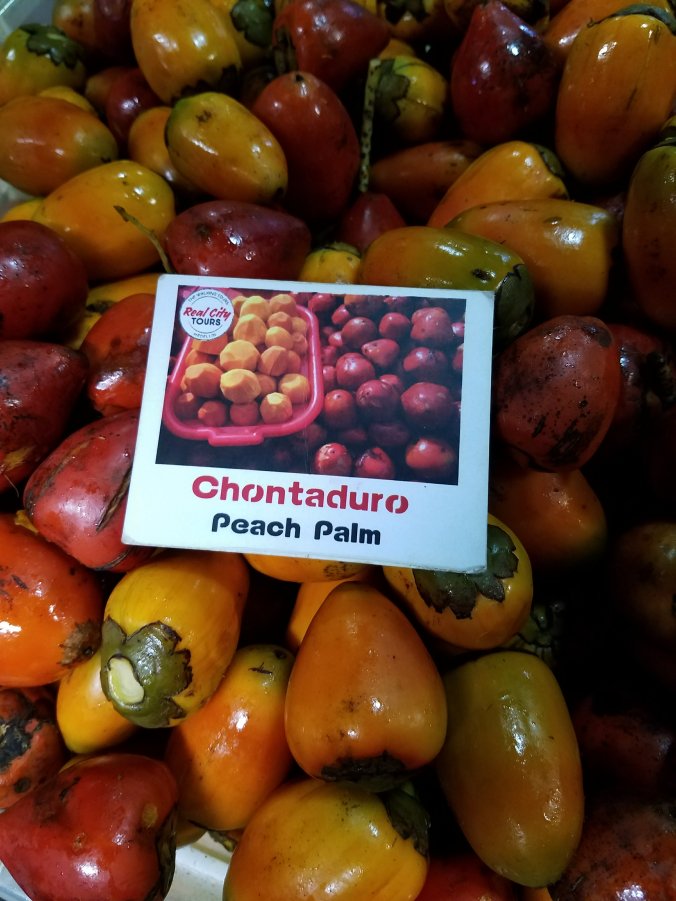 Real City
TOURS
Chontaduro
Peach Palm